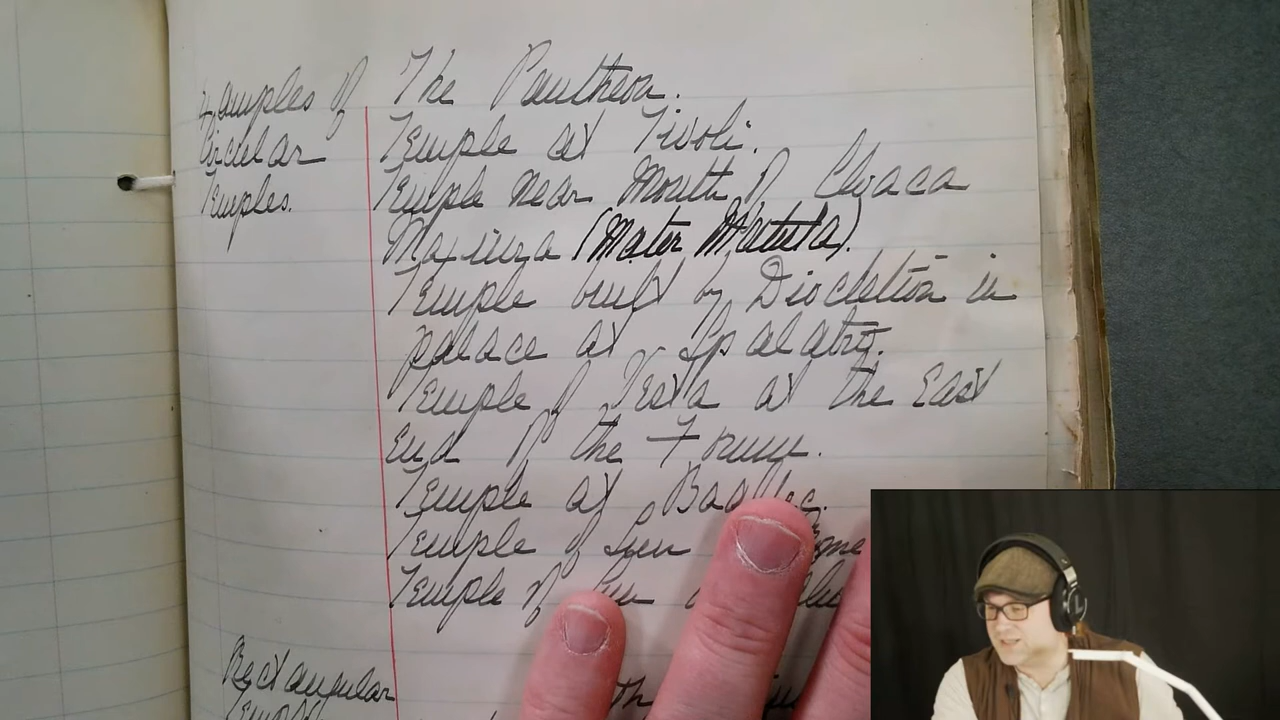 Examples of
Circular
Temples.
The Pantheon.
Temple at Tivoli.
Temple near Mouth of Cloaca
Maxima (Mater Matuta).
Temple built by Diocletian in
palace at Spalatro.
Temple of Vesta at the East
End of the Forum.
Temple at
Temple of Sun
Temple of Sun
Rectangular